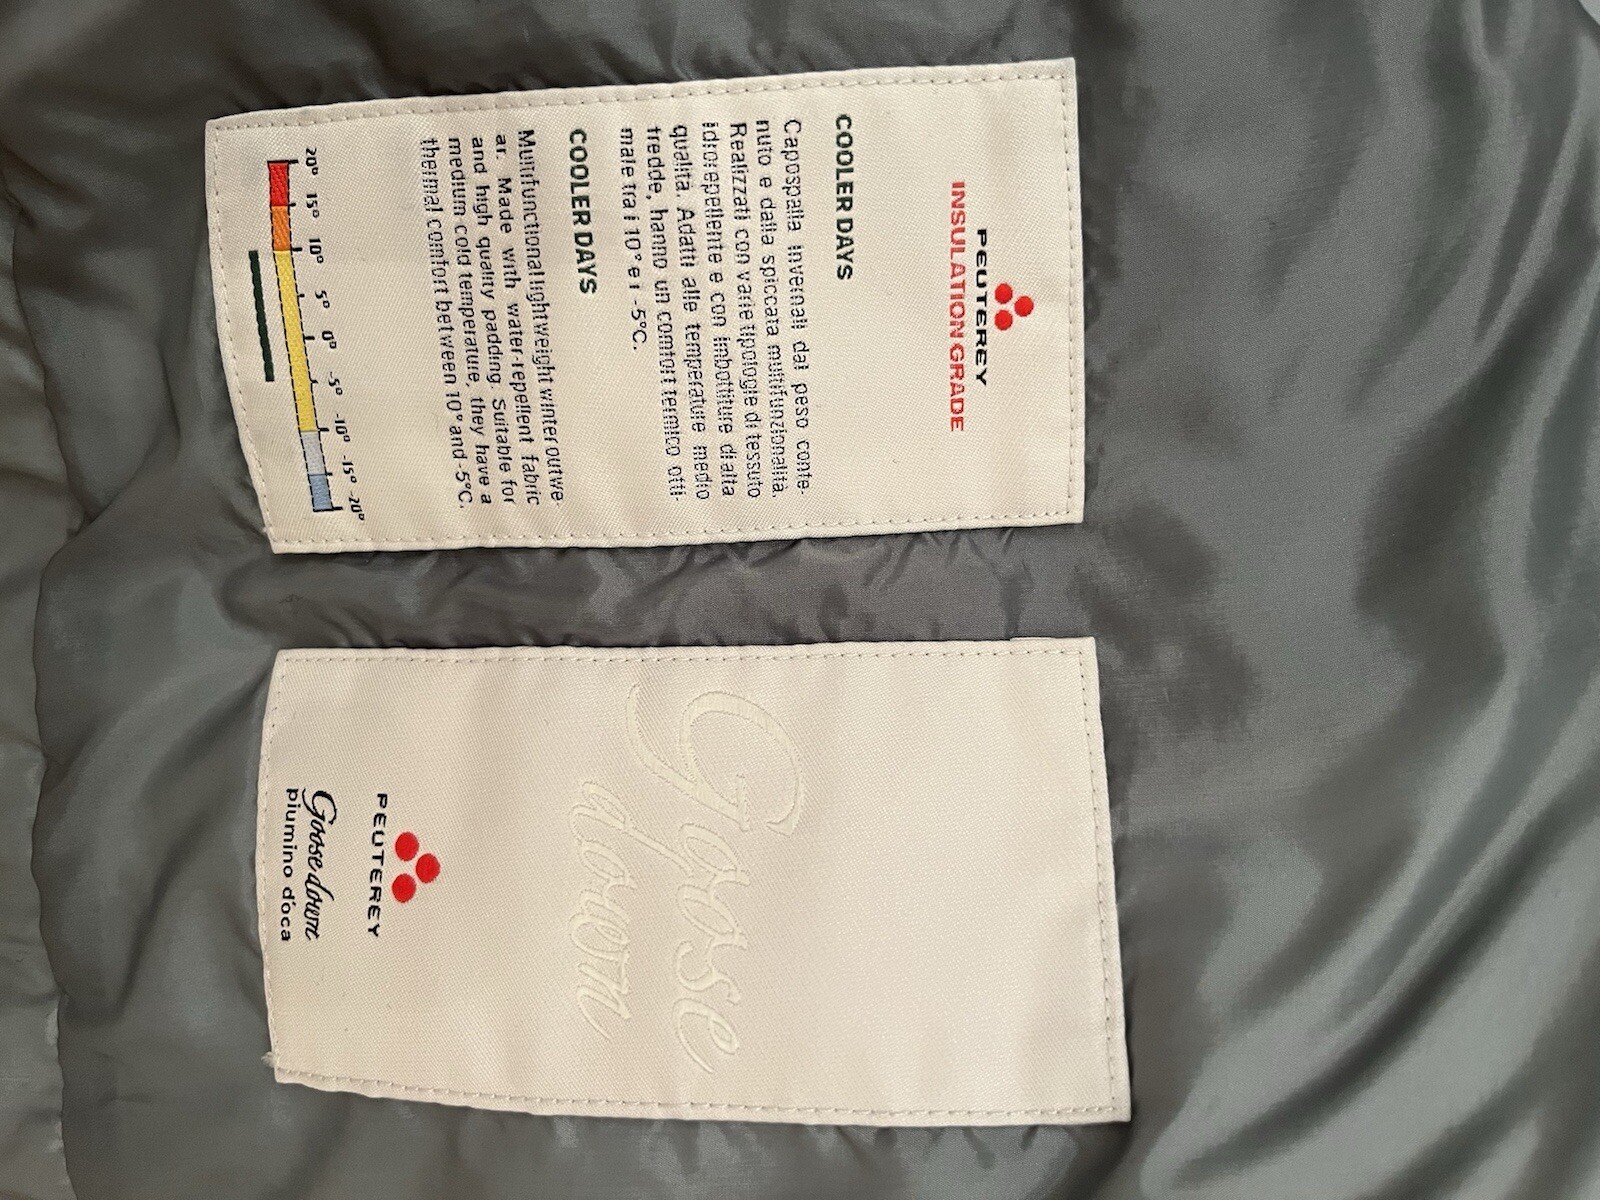 PEUTEREY
INSULATION GRADE
COOLER DAYS
Capospalla invernali dal peso conte-
nuto e dalla spiccata multifunzionalità.
Realizzati con varie tipologie di tessuto
idrorepellente e con imbottiture di alta
qualità. Adatti alle temperature medio
fredde, hanno un comfort termico otti-
male tra i 10° e i -5°C.
COOLER DAYS
Multifunctional lightweight winter outwe-
ar. Made with water-repellent fabric
and high quality padding. Suitable for
medium cold temperature, they have a
thermal comfort between 10° and -5°C.
20° 15° 10° 5° 0° -5° -10° -15° -20°
Goose
down
PEUTEREY
Goose down
piumino d'oca